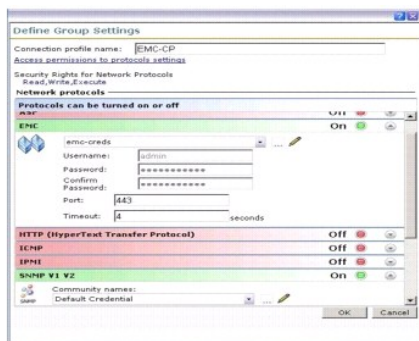 Define Group Settings
Connection profile name: EMC-CP
Access permissions to protocols settings
Security Rights for Network Protocols
Read,Write,Execute
Network protocols
Protocols can be turned on or off
Off
EMC On
emc-creds ...
Username: admin
Password: ***********
Confirm Password: ***********
Port: 443
Timeout: 4 seconds
HTTP (HyperText Transfer Protocol) Off
ICMP Off
IPMI Off
SNMP V1 V2 On
SNMP
Community names:
Default Credential ...
OK Cancel